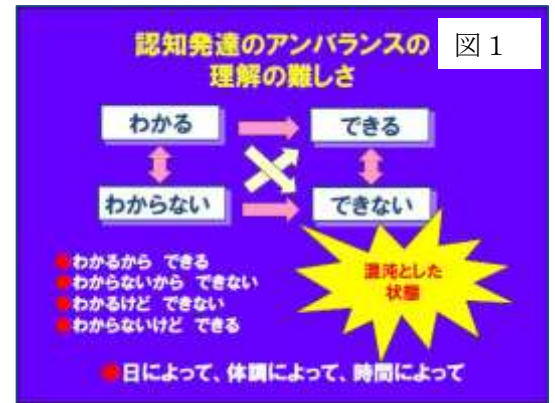 認知発達のアンバランスの
理解の難しさ
図1
わかる
できる
わからない
できない
わかるから できる
わからないから できない
わかるけど できない
わからないけど できる
混沌とした
状態
日によって、体調によって、時間によって